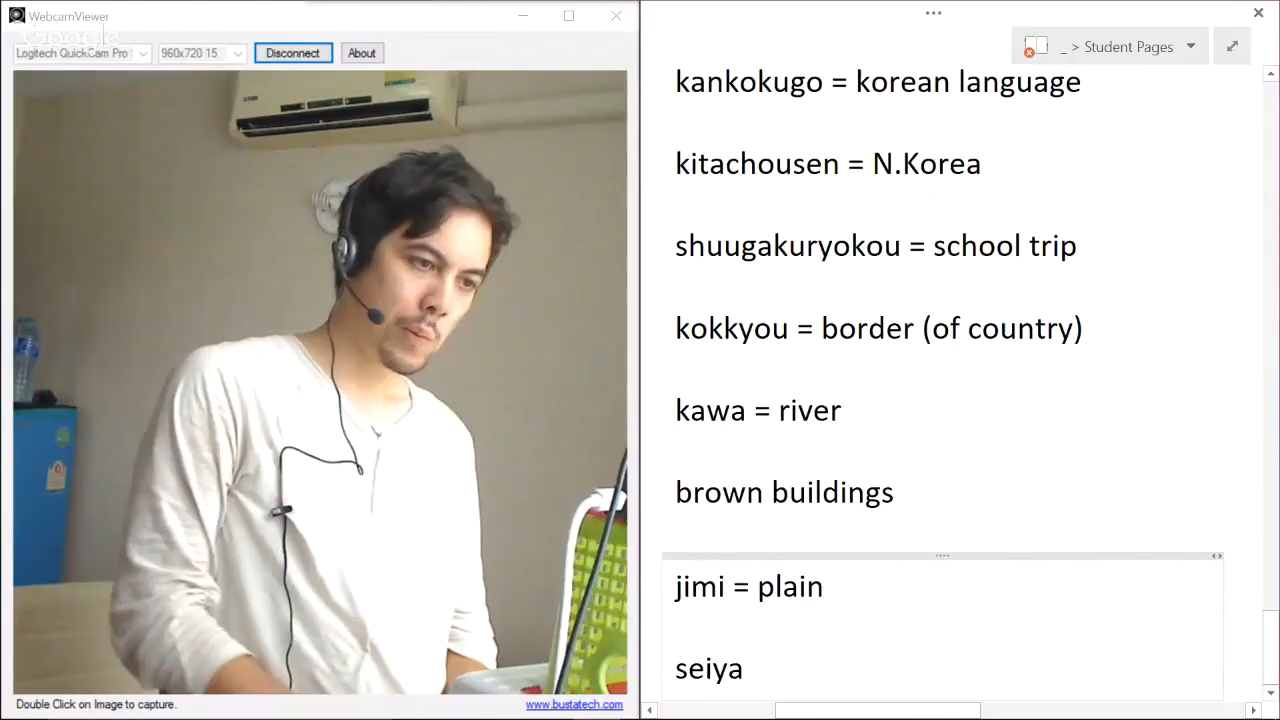 WebcamViewer
Google
Logitech QuickCam Pro
960x720 15
Disconnect
About
_ > Student Pages
kankokugo = korean language
kitachousen = N.Korea
shuugakuryokou = school trip
kokkyou = border (of country)
kawa = river
brown buildings
jimi = plain
seiya
Double Click on Image to capture.
www.bustatech.com